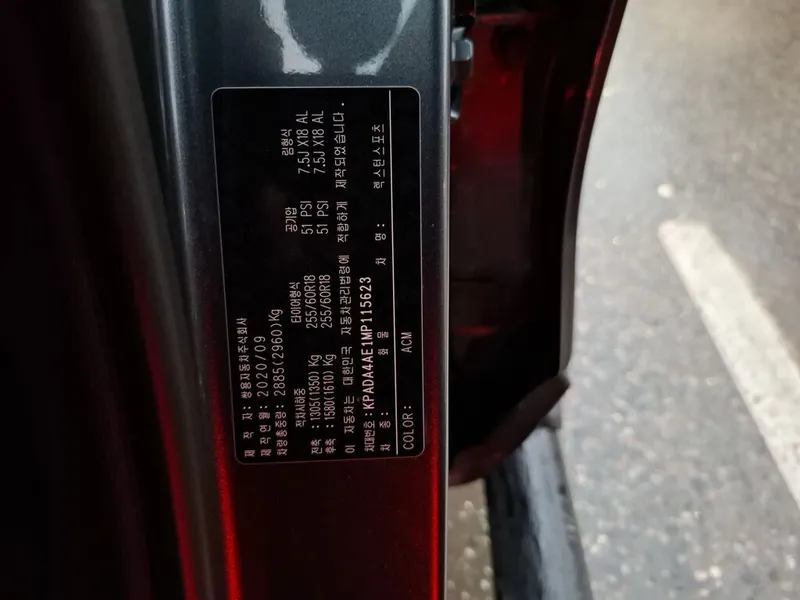 제 작 자 : 쌍용자동차주식회사
제 작 연 월 : 2020/09
차량총중량 : 2885(2960)Kg
적차시하중 타이어형식 공기압 림형식
전축 : 1305(1350) Kg 255/60R18 51 PSI 7.5J X18 AL
후축 : 1580(1610) Kg 255/60R18 51 PSI 7.5J X18 AL
이 자동차는 대한민국 자동차관리법령에 적합하게 제작되었습니다.
차대번호 : KPADA4AE1MP115623
차 종 : 화 물 차 명 : 렉스턴스포츠
COLOR : ACM